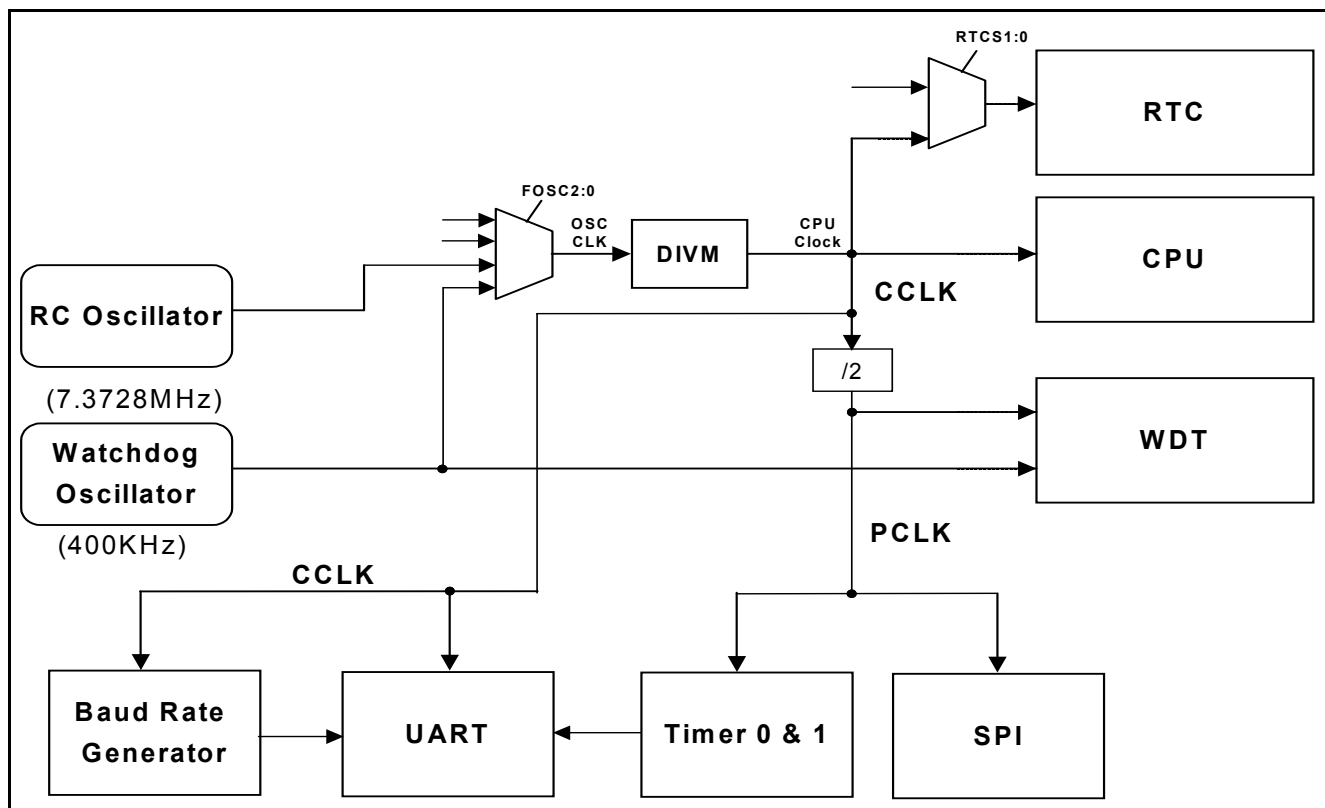 RTCS1:0
RTC
FOSC2:0
OSC
CLK
DIVM
CPU
Clock
CPU
CCLK
RC Oscillator
(7.3728MHz)
/2
Watchdog
Oscillator
(400KHz)
WDT
PCLK
CCLK
Baud Rate
Generator
UART
Timer 0 & 1
SPI